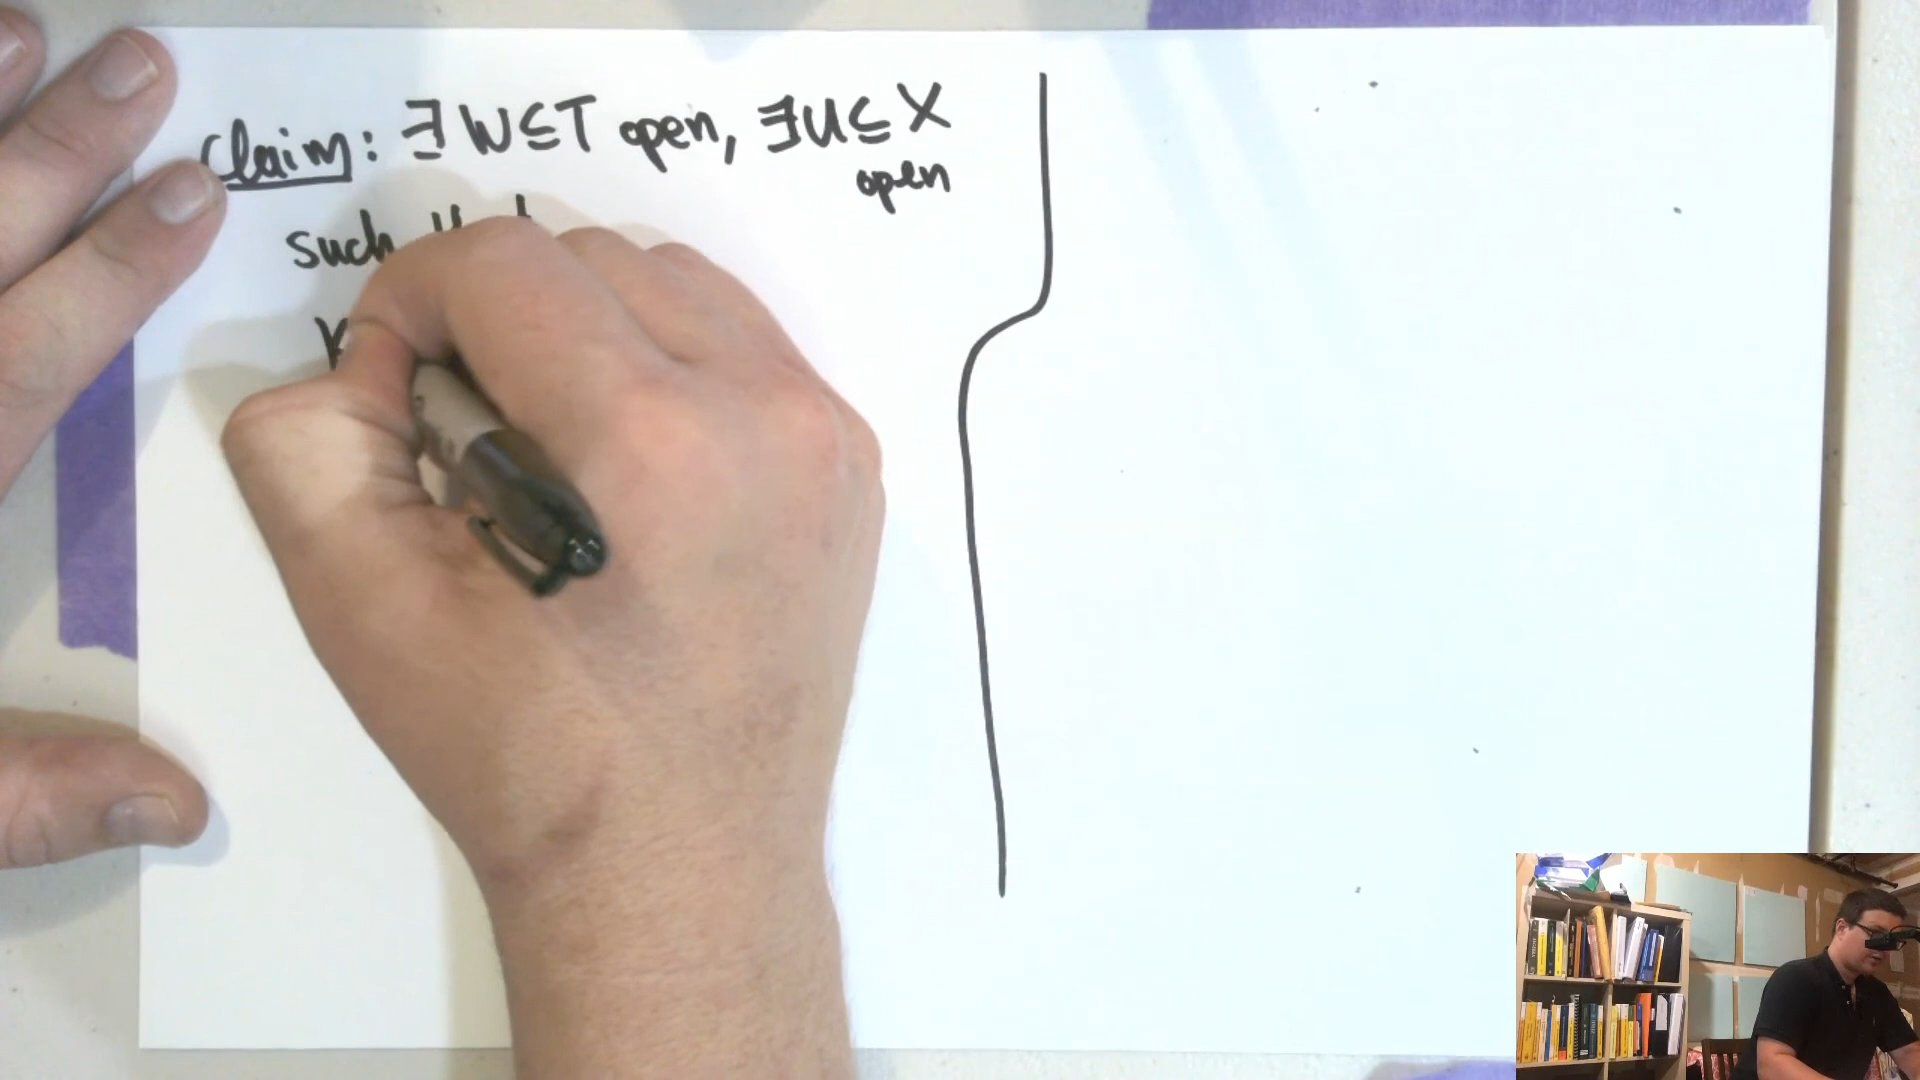 Claim: ∃ W ⊆ T open, ∃ U ⊆ X
open
such